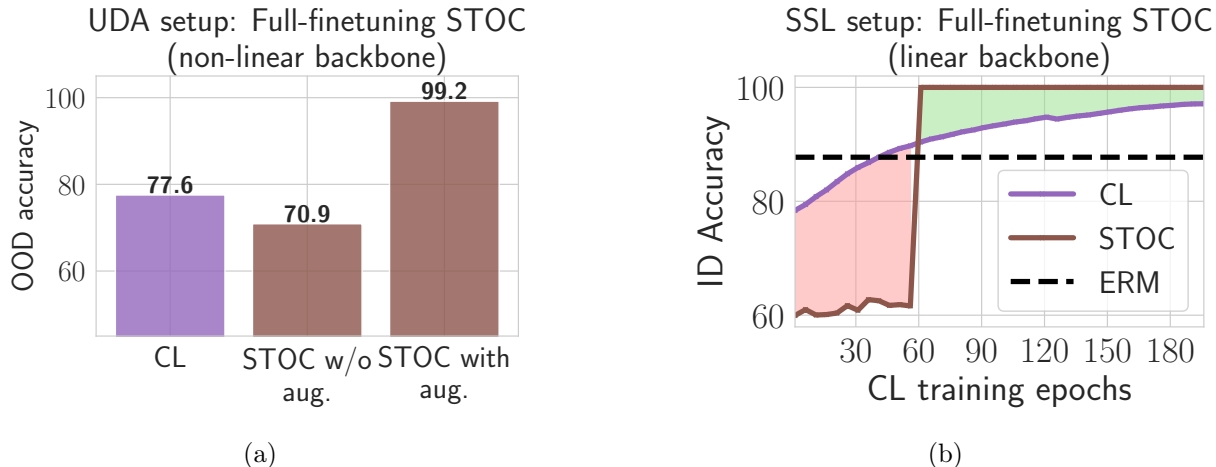 UDA setup: Full-finetuning STOC
(non-linear backbone)
OOD accuracy
100
80
60
77.6
70.9
99.2
CL
STOC w/o
aug.
STOC with
aug.
(a)
SSL setup: Full-finetuning STOC
(linear backbone)
ID Accuracy
100
80
60
CL
STOC
ERM
30 60 90 120 150 180
CL training epochs
(b)